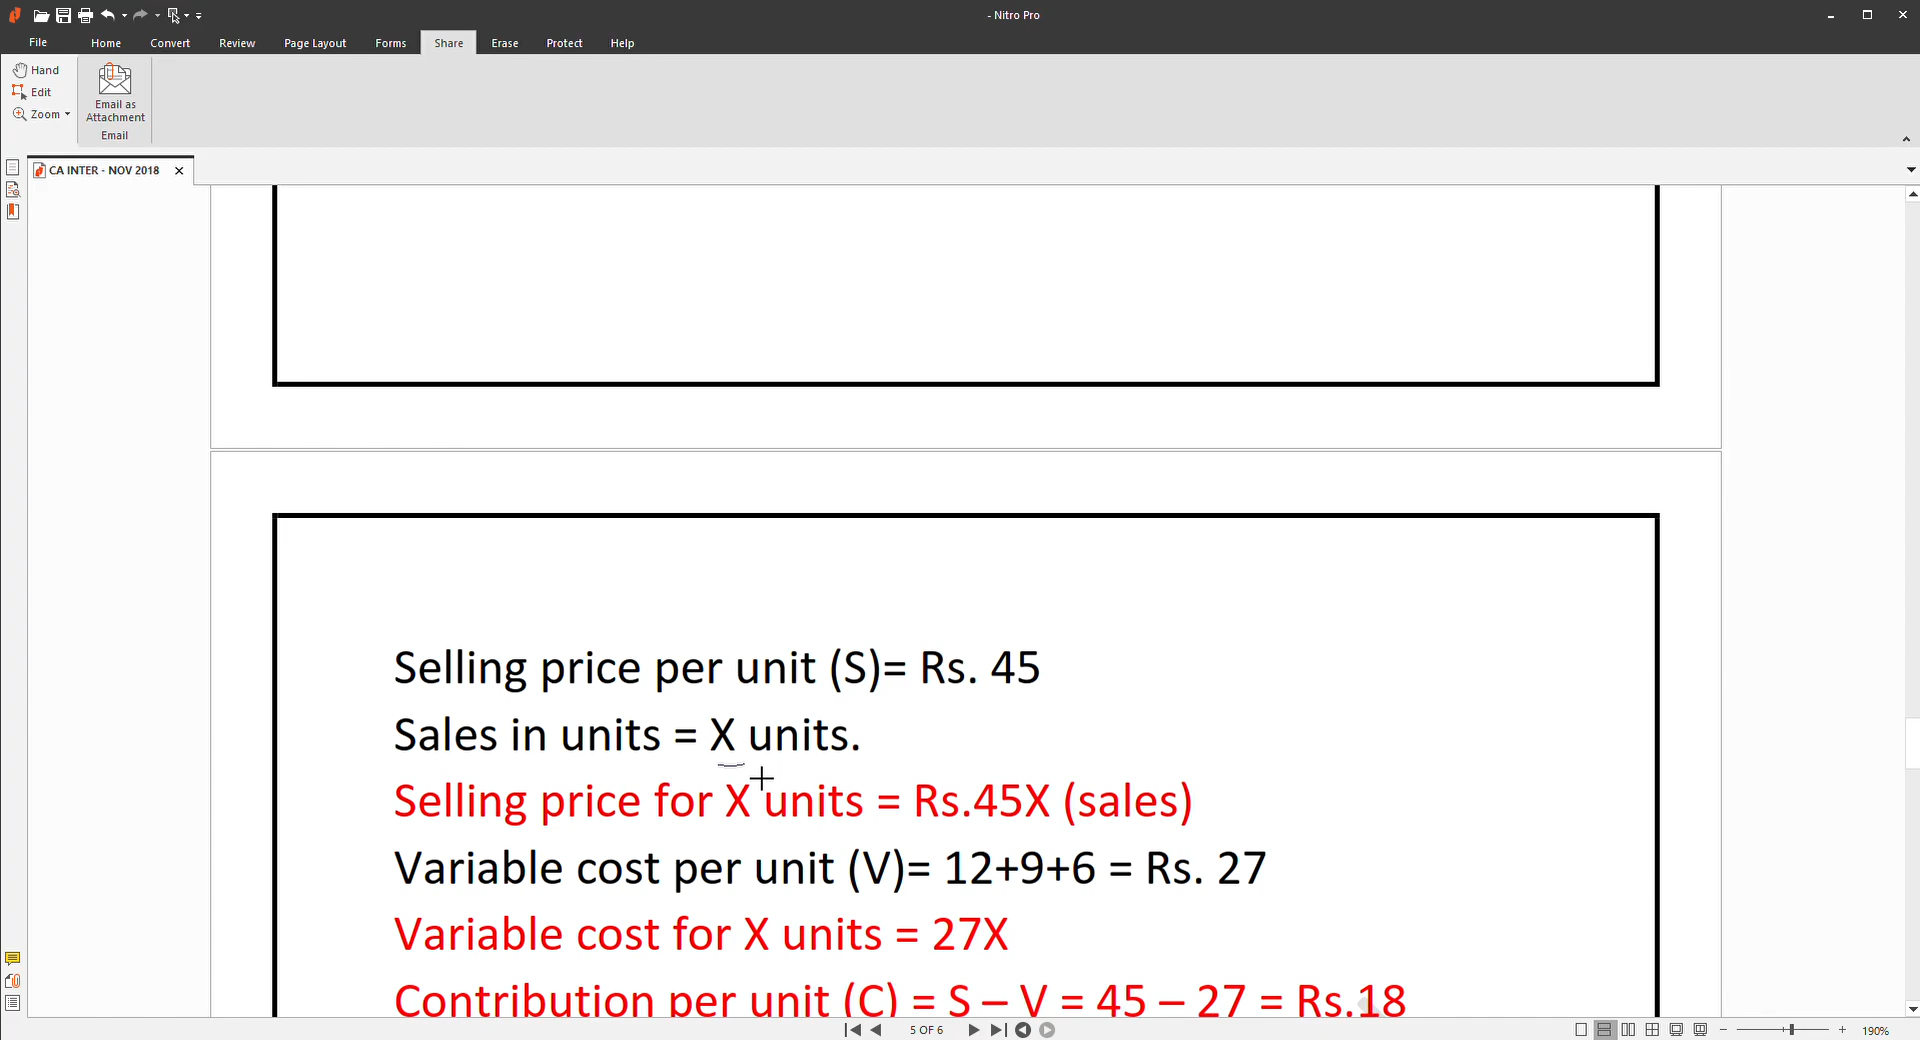 - Nitro Pro
File Home Convert Review Page Layout Forms Share Erase Protect Help
Hand
Edit
Zoom
Email as
Attachment
Email
CA INTER - NOV 2018
Selling price per unit (S)= Rs. 45
Sales in units = X units.
Selling price for X units = Rs.45X (sales)
Variable cost per unit (V)= 12+9+6 = Rs. 27
Variable cost for X units = 27X
Contribution per unit (C) = S – V = 45 – 27 = Rs.18
5 OF 6
190%